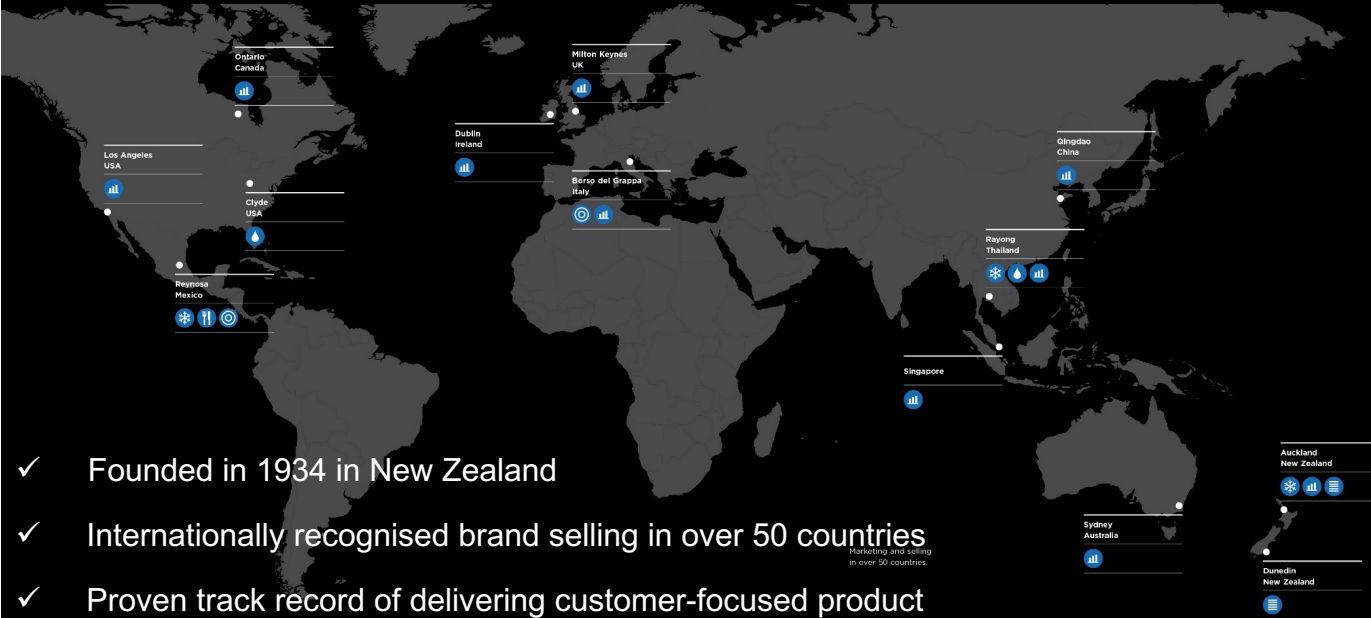 Ontario
Canada
Milton Keynes
UK
Dublin
Ireland
Los Angeles
USA
Qingdao
China
Borso del Grappa
Italy
Clyde
USA
Rayong
Thailand
Reynosa
Mexico
Singapore
Auckland
New Zealand
Sydney
Australia
Dunedin
New Zealand
✓ Founded in 1934 in New Zealand
✓ Internationally recognised brand selling in over 50 countries
Marketing and selling
in over 50 countries.
✓ Proven track record of delivering customer-focused product